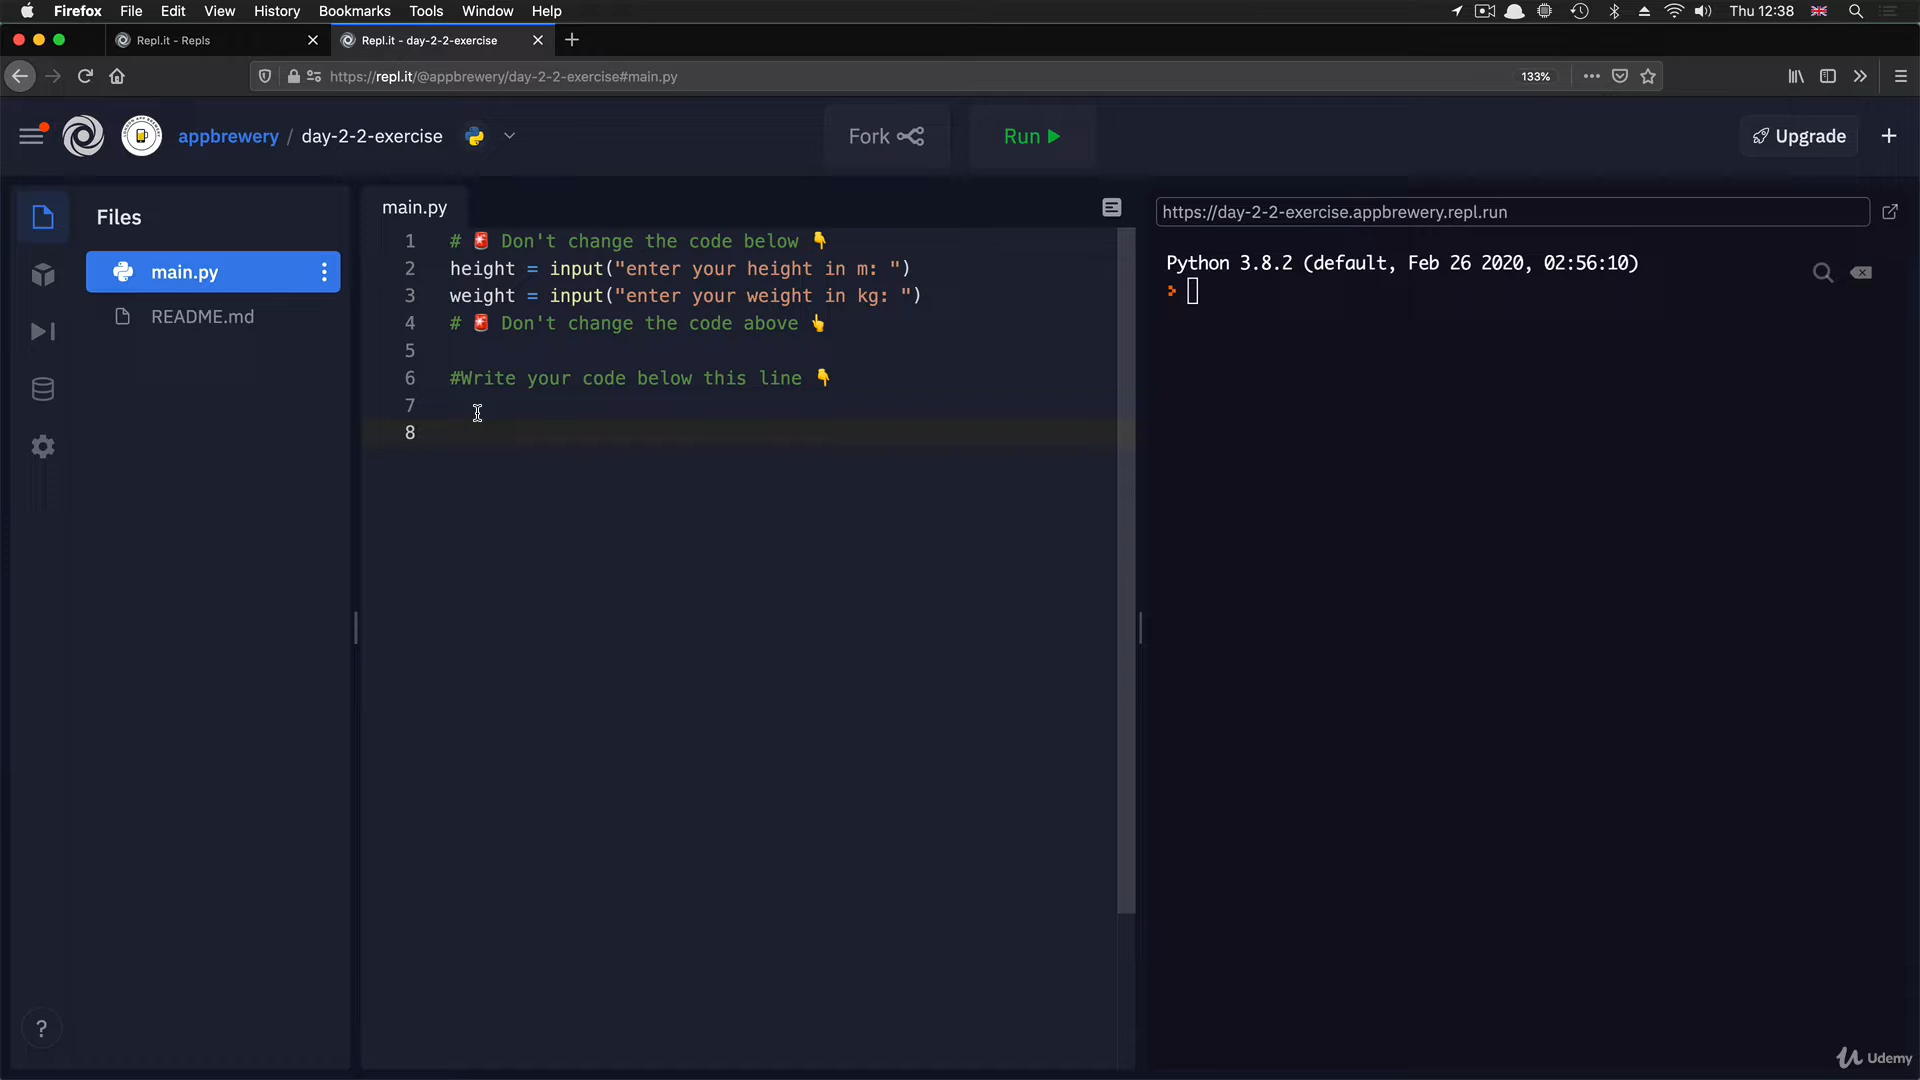 Firefox File Edit View History Bookmarks Tools Window Help Thu 12:38
Repl.it - Repls
Repl.it - day-2-2-exercise
https://repl.it/@appbrewery/day-2-2-exercise#main.py 133%
appbrewery / day-2-2-exercise Fork Run Upgrade
Files
main.py
README.md
main.py
1 # 🚨 Don't change the code below 👇
2 height = input("enter your height in m: ")
3 weight = input("enter your weight in kg: ")
4 # 🚨 Don't change the code above 👆
5
6 #Write your code below this line 👇
7
8
https://day-2-2-exercise.appbrewery.repl.run
Python 3.8.2 (default, Feb 26 2020, 02:56:10)
?
Udemy